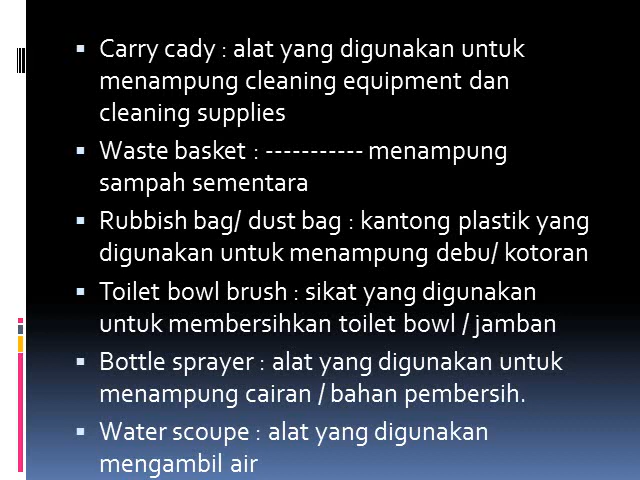 ▪ Carry cady : alat yang digunakan untuk
menampung cleaning equipment dan
cleaning supplies
▪ Waste basket : ----------- menampung
sampah sementara
▪ Rubbish bag/ dust bag : kantong plastik yang
digunakan untuk menampung debu/ kotoran
▪ Toilet bowl brush : sikat yang digunakan
untuk membersihkan toilet bowl / jamban
▪ Bottle sprayer : alat yang digunakan untuk
menampung cairan / bahan pembersih.
▪ Water scoupe : alat yang digunakan
mengambil air